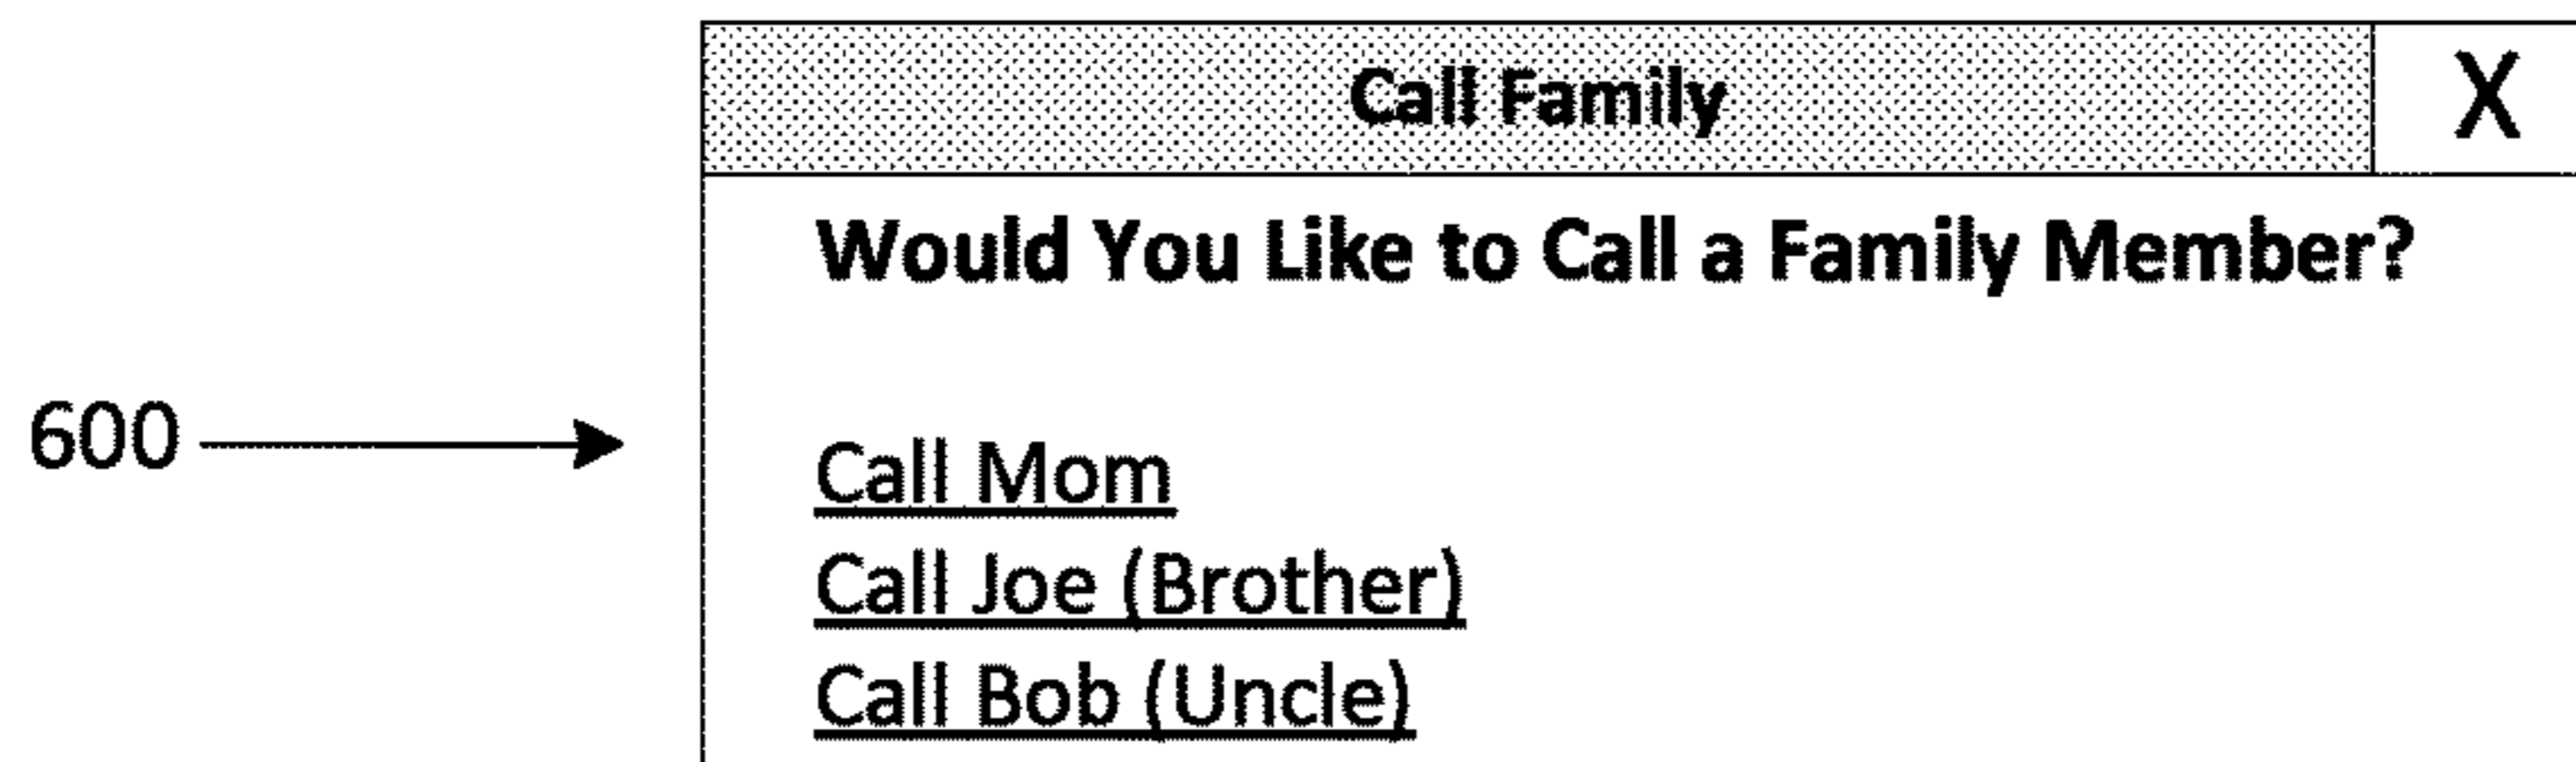 Call Family X
Would You Like to Call a Family Member?
600
Call Mom
Call Joe (Brother)
Call Bob (Uncle)